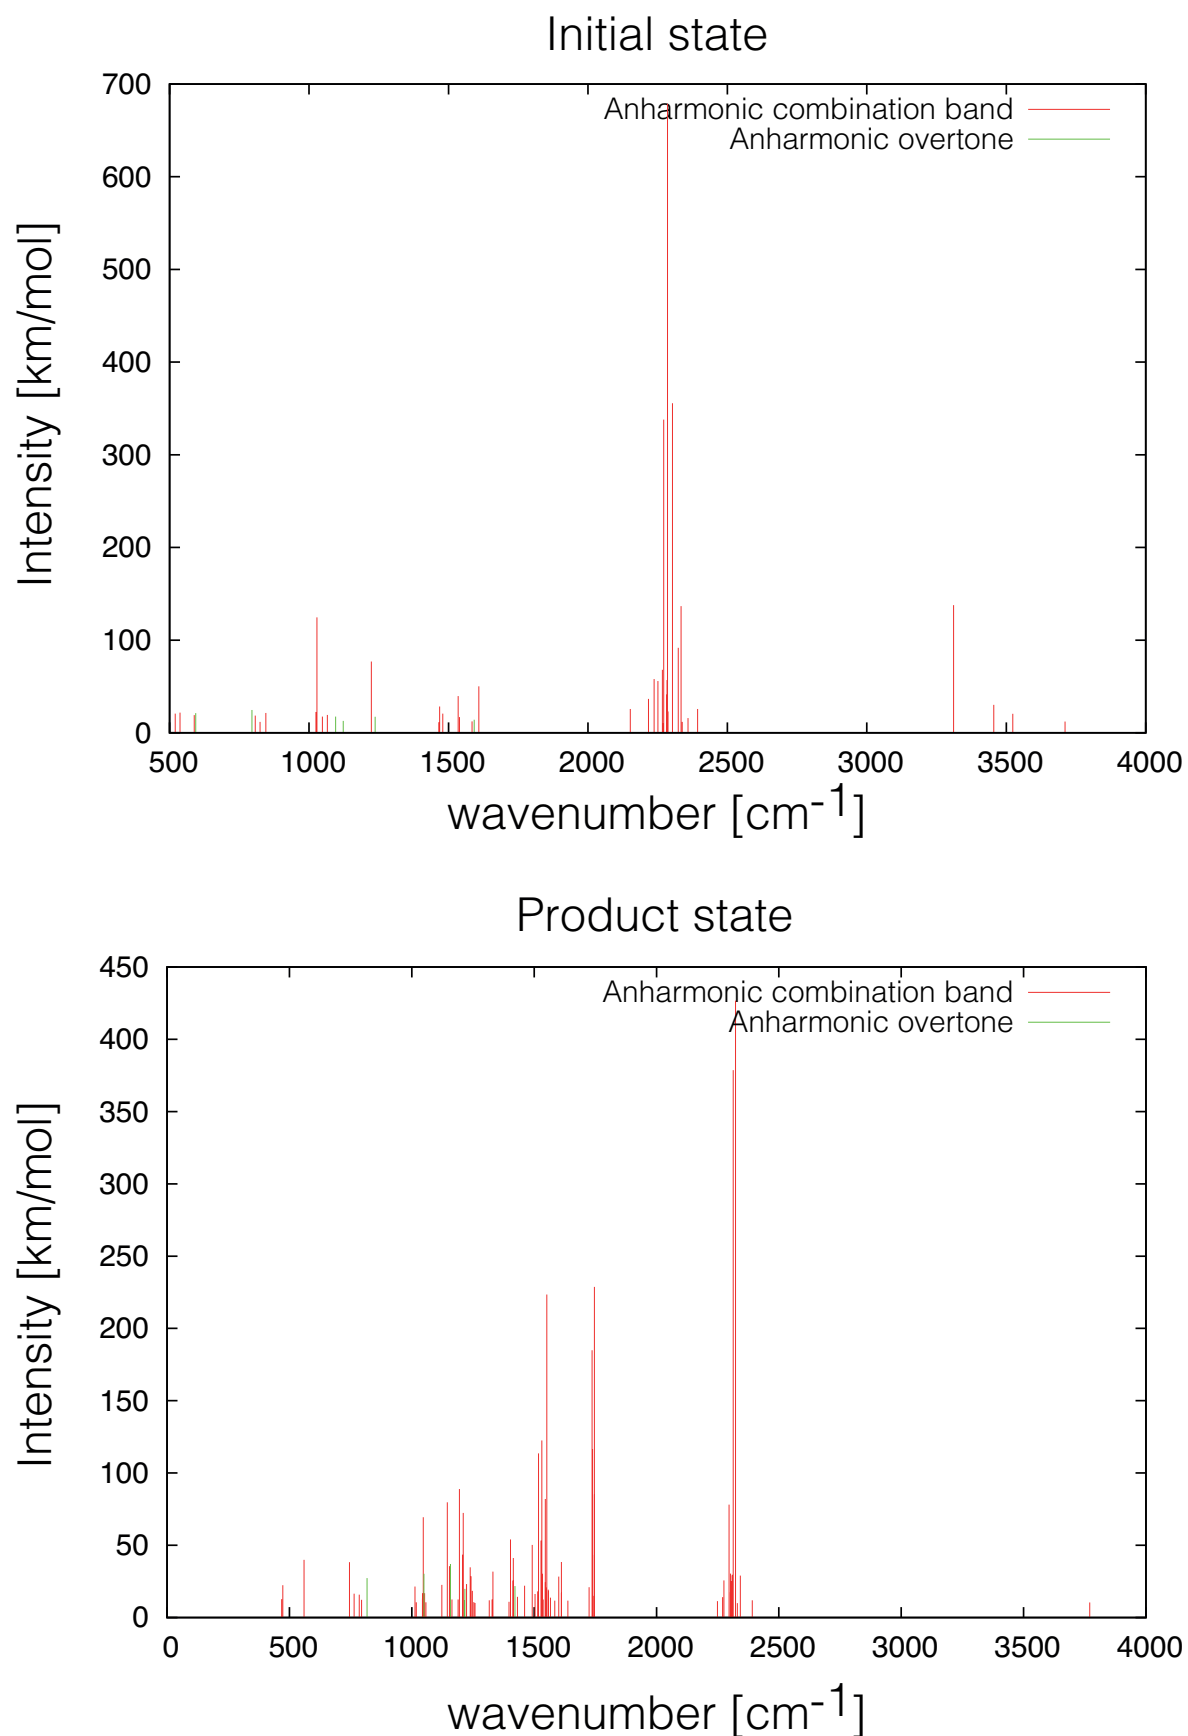 Initial state
700
600
500
400
300
200
100
0
Intensity [km/mol]
Anharmonic combination band
Anharmonic overtone
500 1000 1500 2000 2500 3000 3500 4000
wavenumber [cm-1]
Product state
450
400
350
300
250
200
150
100
50
0
Intensity [km/mol]
Anharmonic combination band
Anharmonic overtone
0 500 1000 1500 2000 2500 3000 3500 4000
wavenumber [cm-1]